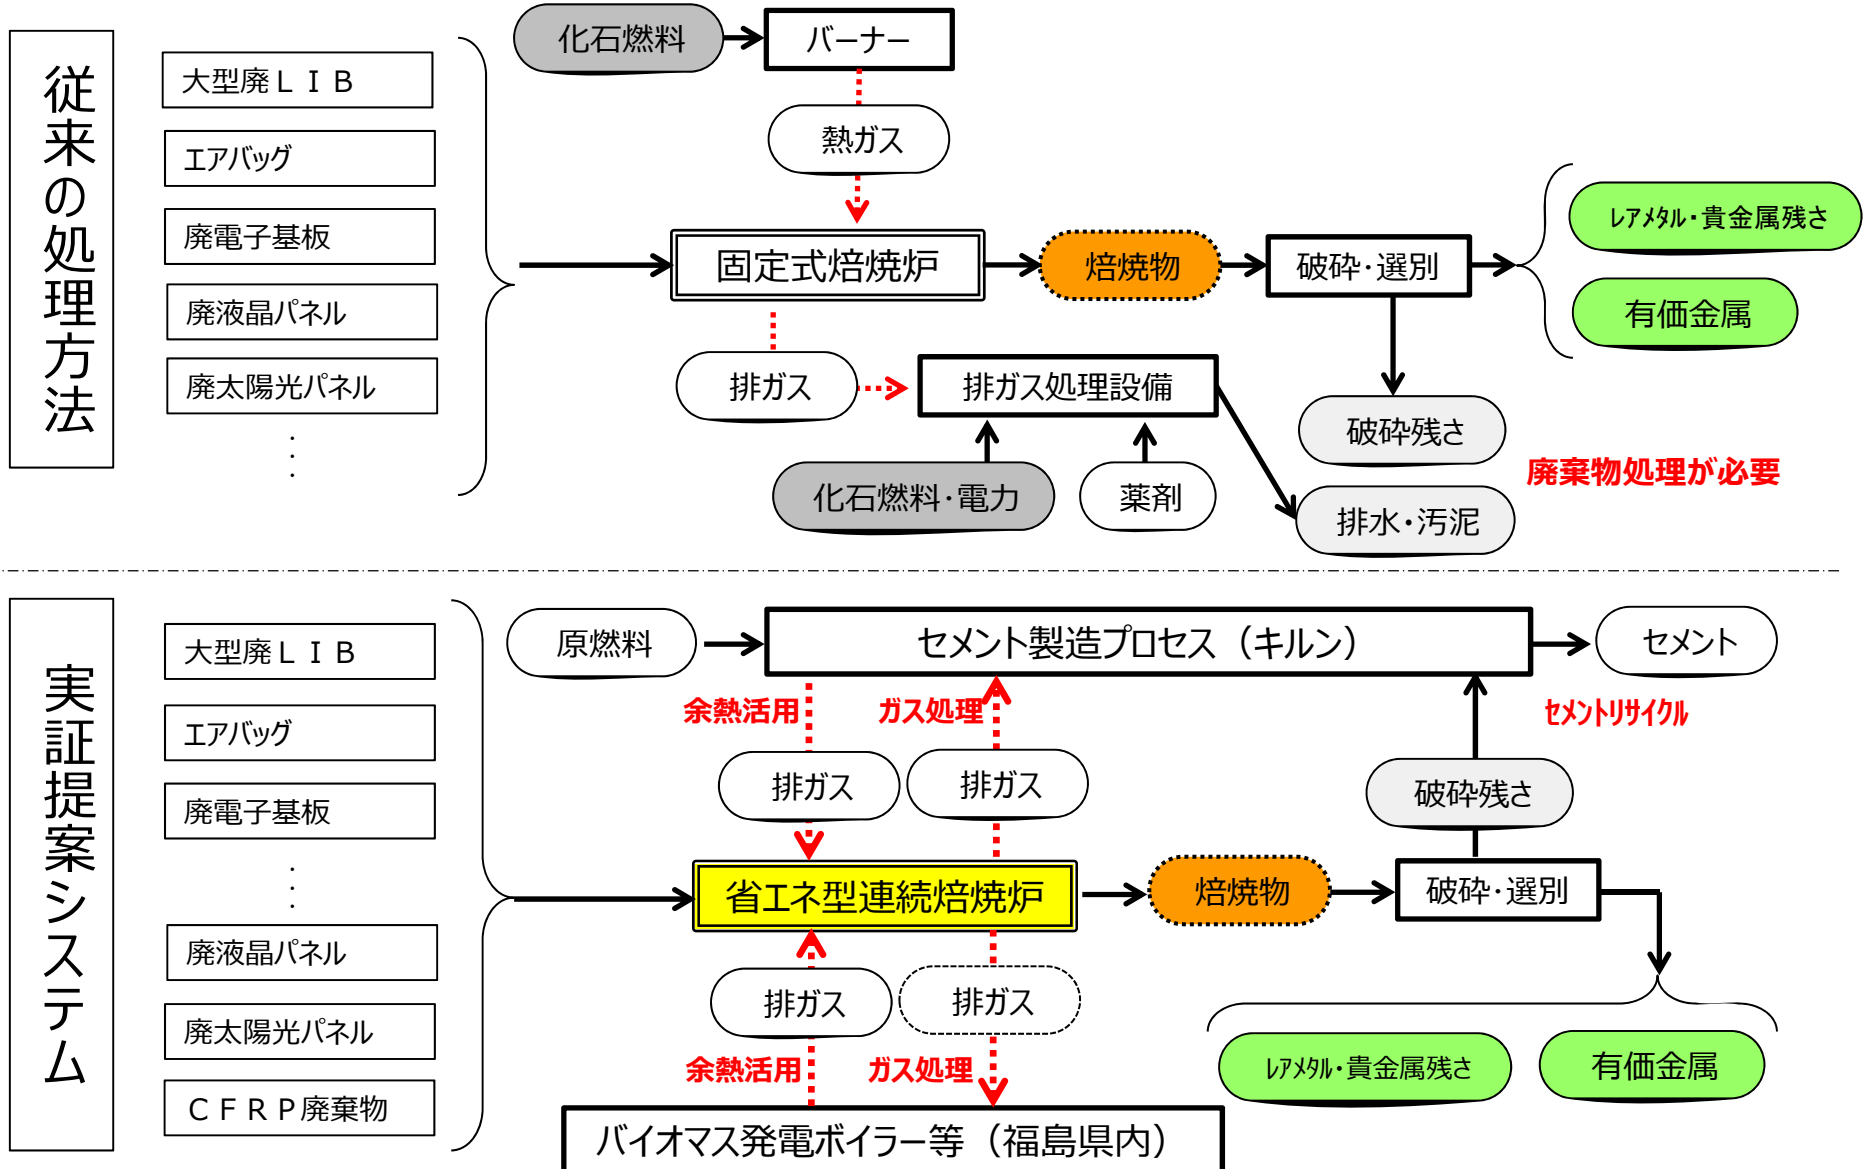 従来の処理方法
大型廃ＬＩＢ
エアバッグ
廃電子基板
廃液晶パネル
廃太陽光パネル
・・・
化石燃料
バーナー
熱ガス
固定式焙焼炉
焙焼物
破砕・選別
レアメタル・貴金属残さ
有価金属
排ガス
排ガス処理設備
化石燃料・電力
薬剤
破砕残さ
廃棄物処理が必要
排水・汚泥
実証提案システム
大型廃ＬＩＢ
エアバッグ
廃電子基板
・・・
廃液晶パネル
廃太陽光パネル
ＣＦＲＰ廃棄物
原燃料
セメント製造プロセス（キルン）
セメント
余熱活用
ガス処理
セメントリサイクル
排ガス
排ガス
破砕残さ
省エネ型連続焙焼炉
焙焼物
破砕・選別
排ガス
排ガス
余熱活用
ガス処理
レアメタル・貴金属残さ
有価金属
バイオマス発電ボイラー等（福島県内）